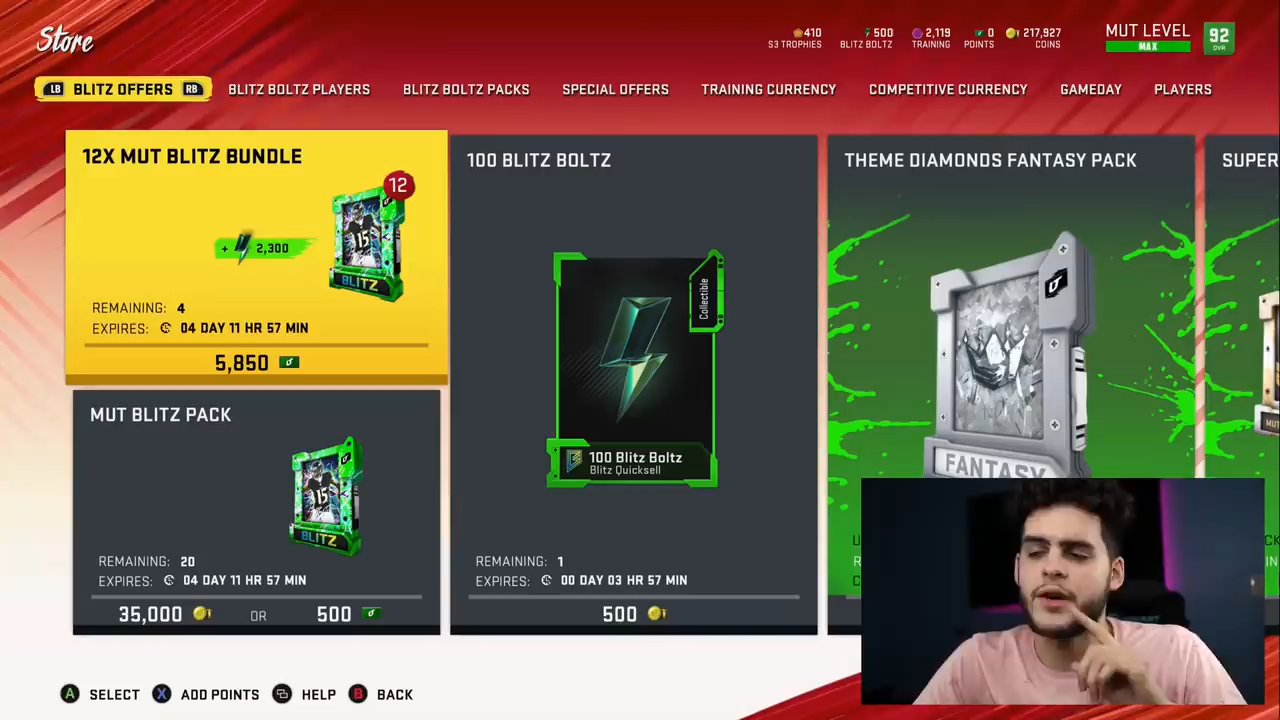 Store
410
S3 TROPHIES
500
BLITZ BOLTZ
2,119
TRAINING
0
POINTS
217,927
COINS
MUT LEVEL
MAX
92
OVR
LB BLITZ OFFERS RB
BLITZ BOLTZ PLAYERS
BLITZ BOLTZ PACKS
SPECIAL OFFERS
TRAINING CURRENCY
COMPETITIVE CURRENCY
GAMEDAY
PLAYERS
12X MUT BLITZ BUNDLE
12
+ 2,300
15
BLITZ
REMAINING: 4
EXPIRES: 04 DAY 11 HR 57 MIN
5,850
MUT BLITZ PACK
15
BLITZ
REMAINING: 20
EXPIRES: 04 DAY 11 HR 57 MIN
35,000 OR 500
100 BLITZ BOLTZ
Collectible
100 Blitz Boltz
Blitz Quicksell
REMAINING: 1
EXPIRES: 00 DAY 03 HR 57 MIN
500
THEME DIAMONDS FANTASY PACK
FANTASY
SUPER
MUT
A SELECT
X ADD POINTS
HELP
B BACK